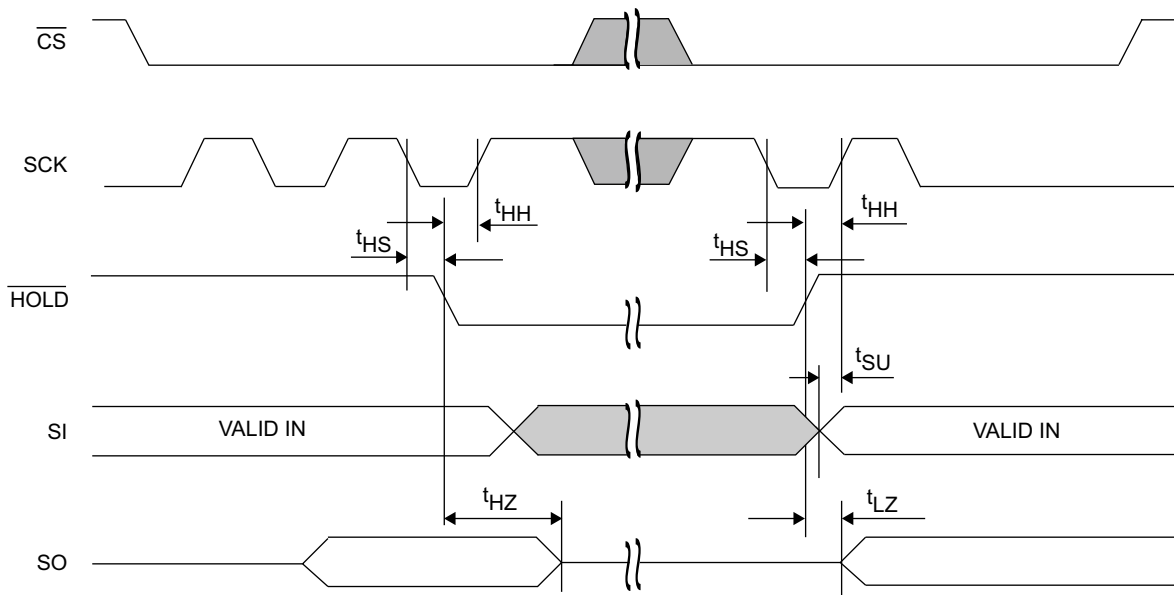 CS
SCK
tHH
tHH
tHS
tHS
HOLD
tSU
SI
VALID IN
VALID IN
tHZ
tLZ
SO